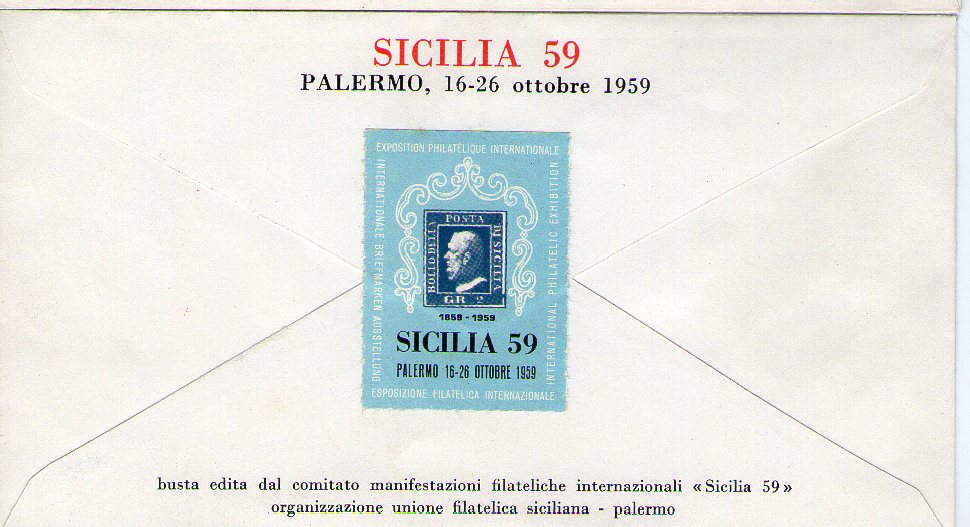 SICILIA 59
PALERMO, 16-26 ottobre 1959
EXPOSITION PHILATÉLIQUE INTERNATIONALE
INTERNATIONALE BRIEFMARKEN AUSSTELLUNG
INTERNATIONAL PHILATELIC EXHIBITION
POSTA
BOLLO DELLA
DI SICILIA
GR 2
1859 - 1959
SICILIA 59
PALERMO 16-26 OTTOBRE 1959
ESPOSIZIONE FILATELICA INTERNAZIONALE
busta edita dal comitato manifestazioni filateliche internazionali «Sicilia 59»
organizzazione unione filatelica siciliana - palermo